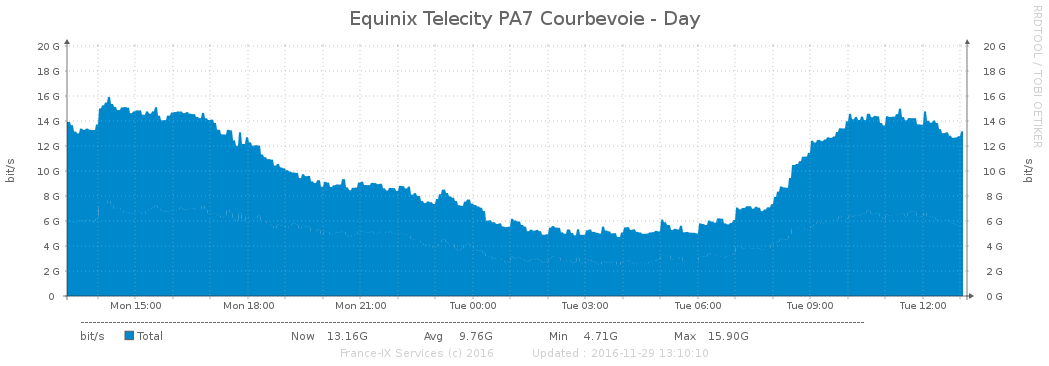 Equinix Telecity PA7 Courbevoie - Day
RRDTOOL / TOBI OETIKER
20 G 20 G
18 G 18 G
16 G 16 G
14 G 14 G
12 G 12 G
10 G 10 G
8 G 8 G
6 G 6 G
4 G 4 G
2 G 2 G
0 0 G
bit/s bit/s
Mon 15:00 Mon 18:00 Mon 21:00 Tue 00:00 Tue 03:00 Tue 06:00 Tue 09:00 Tue 12:00
bit/s Total Now 13.16G Avg 9.76G Min 4.71G Max 15.90G
France-IX Services (c) 2016 Updated : 2016-11-29 13:10:10